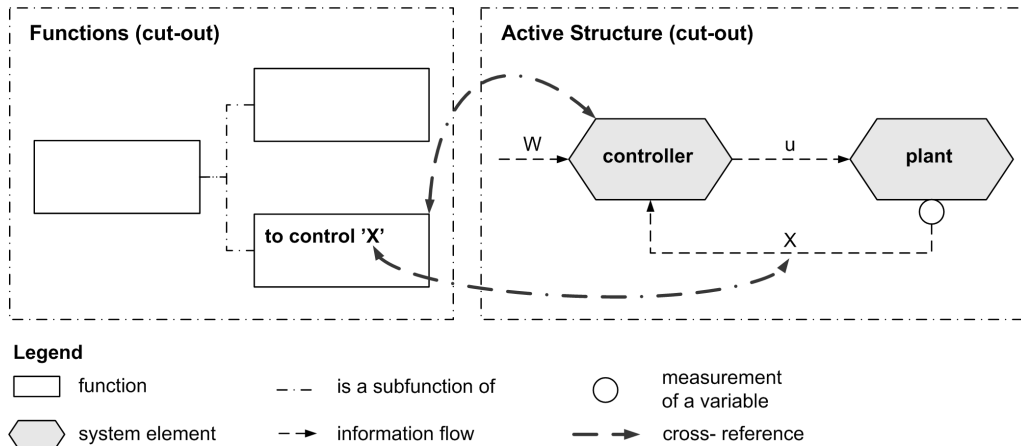 Functions (cut-out)
Active Structure (cut-out)
W
controller
u
plant
to control ’X’
X
Legend
function
is a subfunction of
measurement
of a variable
system element
information flow
cross- reference